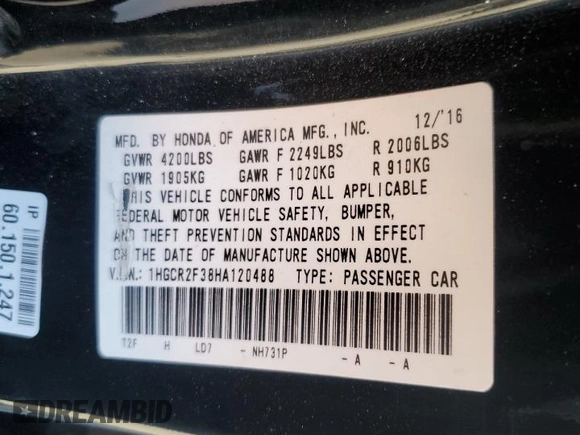 MFD. BY HONDA OF AMERICA MFG., INC. 12/'16
GVWR 4200LBS GAWR F 2249LBS R 2006LBS
GVWR 1905KG GAWR F 1020KG R 910KG
THIS VEHICLE CONFORMS TO ALL APPLICABLE
FEDERAL MOTOR VEHICLE SAFETY, BUMPER,
AND THEFT PREVENTION STANDARDS IN EFFECT
ON THE DATE OF MANUFACTURE SHOWN ABOVE.
V.I.N.: 1HGCR2F38HA120488 TYPE: PASSENGER CAR
T2F H LD7 - NH731P - A - A
IP
60.150.1.247
DREAMBID